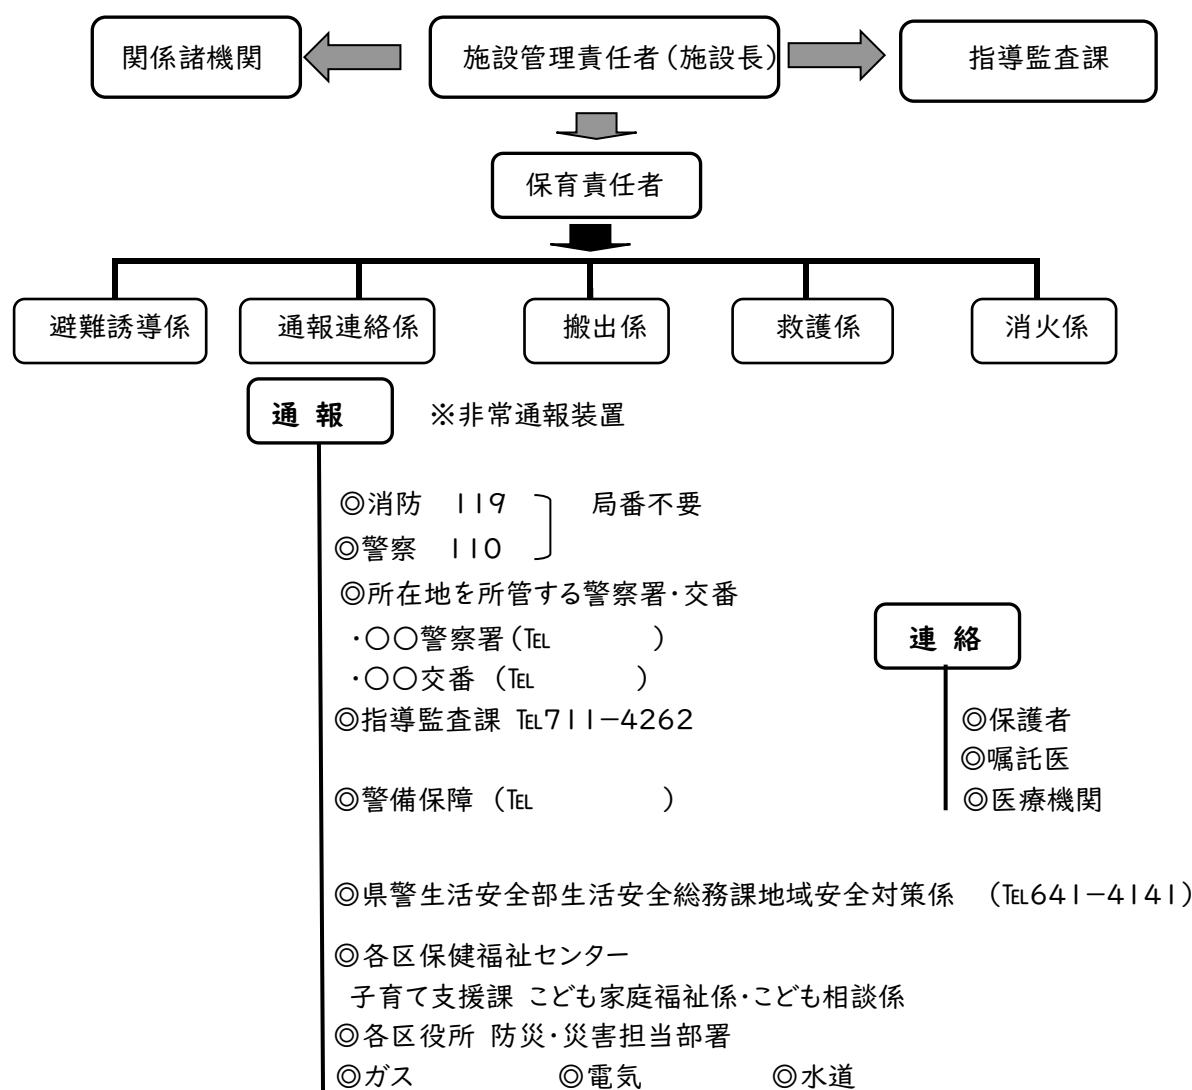 関係諸機関
施設管理責任者（施設長）
指導監査課
保育責任者
避難誘導係
通報連絡係
搬出係
救護係
消火係
通 報
※非常通報装置
◎消防　119
局番不要
◎警察　110
◎所在地を所管する警察署・交番
・○○警察署（℡　　　　　）
・○○交番 （℡　　　　　）
◎指導監査課 ℡711－4262
◎警備保障 （℡　　　　　　）
連 絡
◎保護者
◎嘱託医
◎医療機関
◎県警生活安全部生活安全総務課地域安全対策係　（℡641－4141）
◎各区保健福祉センター
子育て支援課 こども家庭福祉係・こども相談係
◎各区役所 防災・災害担当部署
◎ガス　　　　◎電気　　　　◎水道